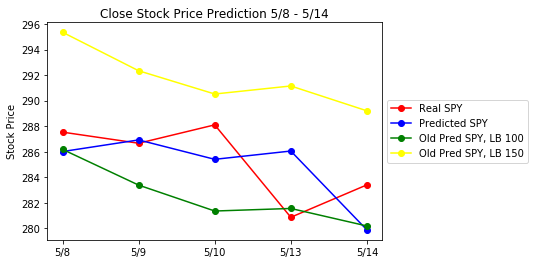 Close Stock Price Prediction 5/8 - 5/14
Stock Price
296
294
292
290
288
286
284
282
280
5/8
5/9
5/10
5/13
5/14
Real SPY
Predicted SPY
Old Pred SPY, LB 100
Old Pred SPY, LB 150